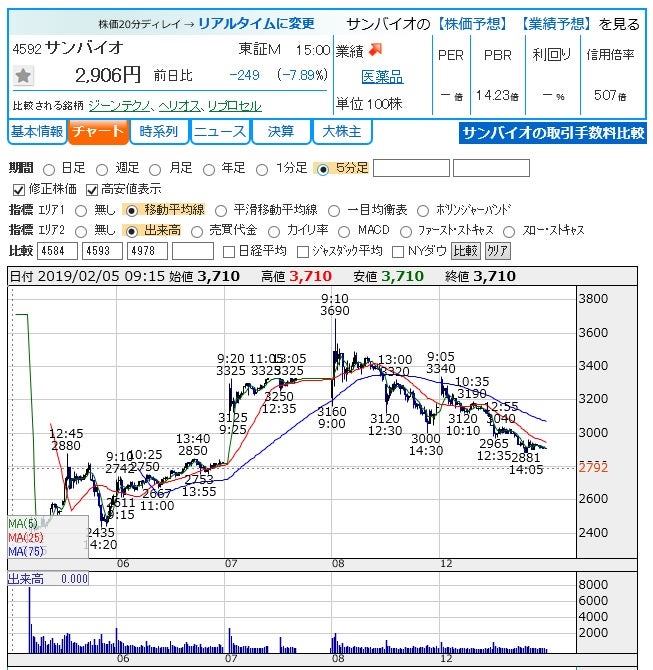 株価20分ディレイ → リアルタイムに変更
サンバイオの【株価予想】【業績予想】を見る
4592 サンバイオ 東証M 15:00
2,906円 前日比 -249 (-7.89%)
比較される銘柄 ジーンテクノ、ヘリオス、リプロセル
業績
医薬品
単位 100株
PER PBR 利回り 信用倍率
－倍 14.23倍 －% 507倍
基本情報 チャート 時系列 ニュース 決算 大株主
サンバイオの取引手数料比較
期間 日足 週足 月足 年足 1分足 5分足
修正株価 高安値表示
指標 エリア1 無し 移動平均線 平滑移動平均線 一目均衡表 ボリンジャーバンド
指標 エリア2 無し 出来高 売買代金 カイリ率 MACD ファースト・ストキャス スロー・ストキャス
比較 4584 4593 4978 日経平均 ジャスダック平均 NYダウ 比較 クリア
日付 2019/02/05 09:15 始値 3,710 高値 3,710 安値 3,710 終値 3,710
3800
3600
3400
3200
3000
2792
2600
2400
12:45
2880
2435
14:20
9:10
2742
2611
9:15
10:25
2750
2667
11:00
13:40
2850
2753
13:55
9:20
3325
3125
9:25
11:05
3325
3250
12:35
13:05
3325
9:10
3690
3160
9:00
13:00
3320
3120
12:30
3000
14:30
9:05
3340
3120
10:10
10:35
3190
12:55
3040
2965
12:35
2881
14:05
MA(5)
MA(25)
MA(75)
06 07 08 12
出来高 0.000
8000
6000
4000
2000
06 07 08 12